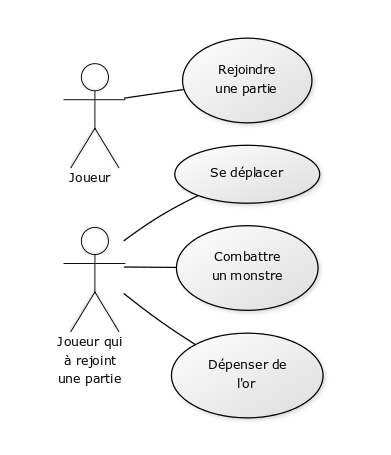 Rejoindre
une partie
Joueur
Se déplacer
Combattre
un monstre
Joueur qui
à rejoint
une partie
Dépenser de
l'or